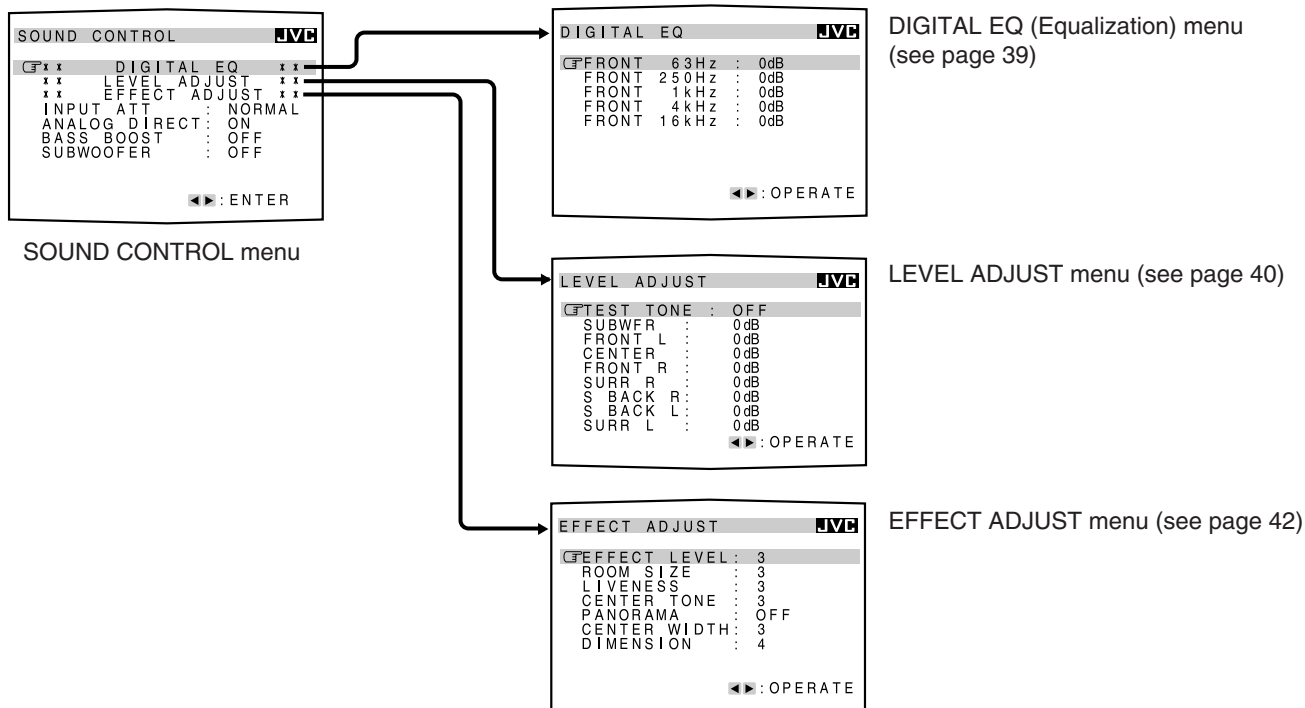 SOUND CONTROL JVC
** DIGITAL EQ **
** LEVEL ADJUST **
** EFFECT ADJUST **
INPUT ATT : NORMAL
ANALOG DIRECT: ON
BASS BOOST : OFF
SUBWOOFER : OFF
◀▶:ENTER
SOUND CONTROL menu
DIGITAL EQ JVC
FRONT 63Hz : 0dB
FRONT 250Hz : 0dB
FRONT 1kHz : 0dB
FRONT 4kHz : 0dB
FRONT 16kHz : 0dB
◀▶:OPERATE
DIGITAL EQ (Equalization) menu
(see page 39)
LEVEL ADJUST JVC
TEST TONE : OFF
SUBWFR : 0dB
FRONT L : 0dB
CENTER : 0dB
FRONT R : 0dB
SURR R : 0dB
S BACK R: 0dB
S BACK L: 0dB
SURR L : 0dB
◀▶:OPERATE
LEVEL ADJUST menu (see page 40)
EFFECT ADJUST JVC
EFFECT LEVEL: 3
ROOM SIZE : 3
LIVENESS : 3
CENTER TONE : 3
PANORAMA : OFF
CENTER WIDTH: 3
DIMENSION : 4
◀▶:OPERATE
EFFECT ADJUST menu (see page 42)